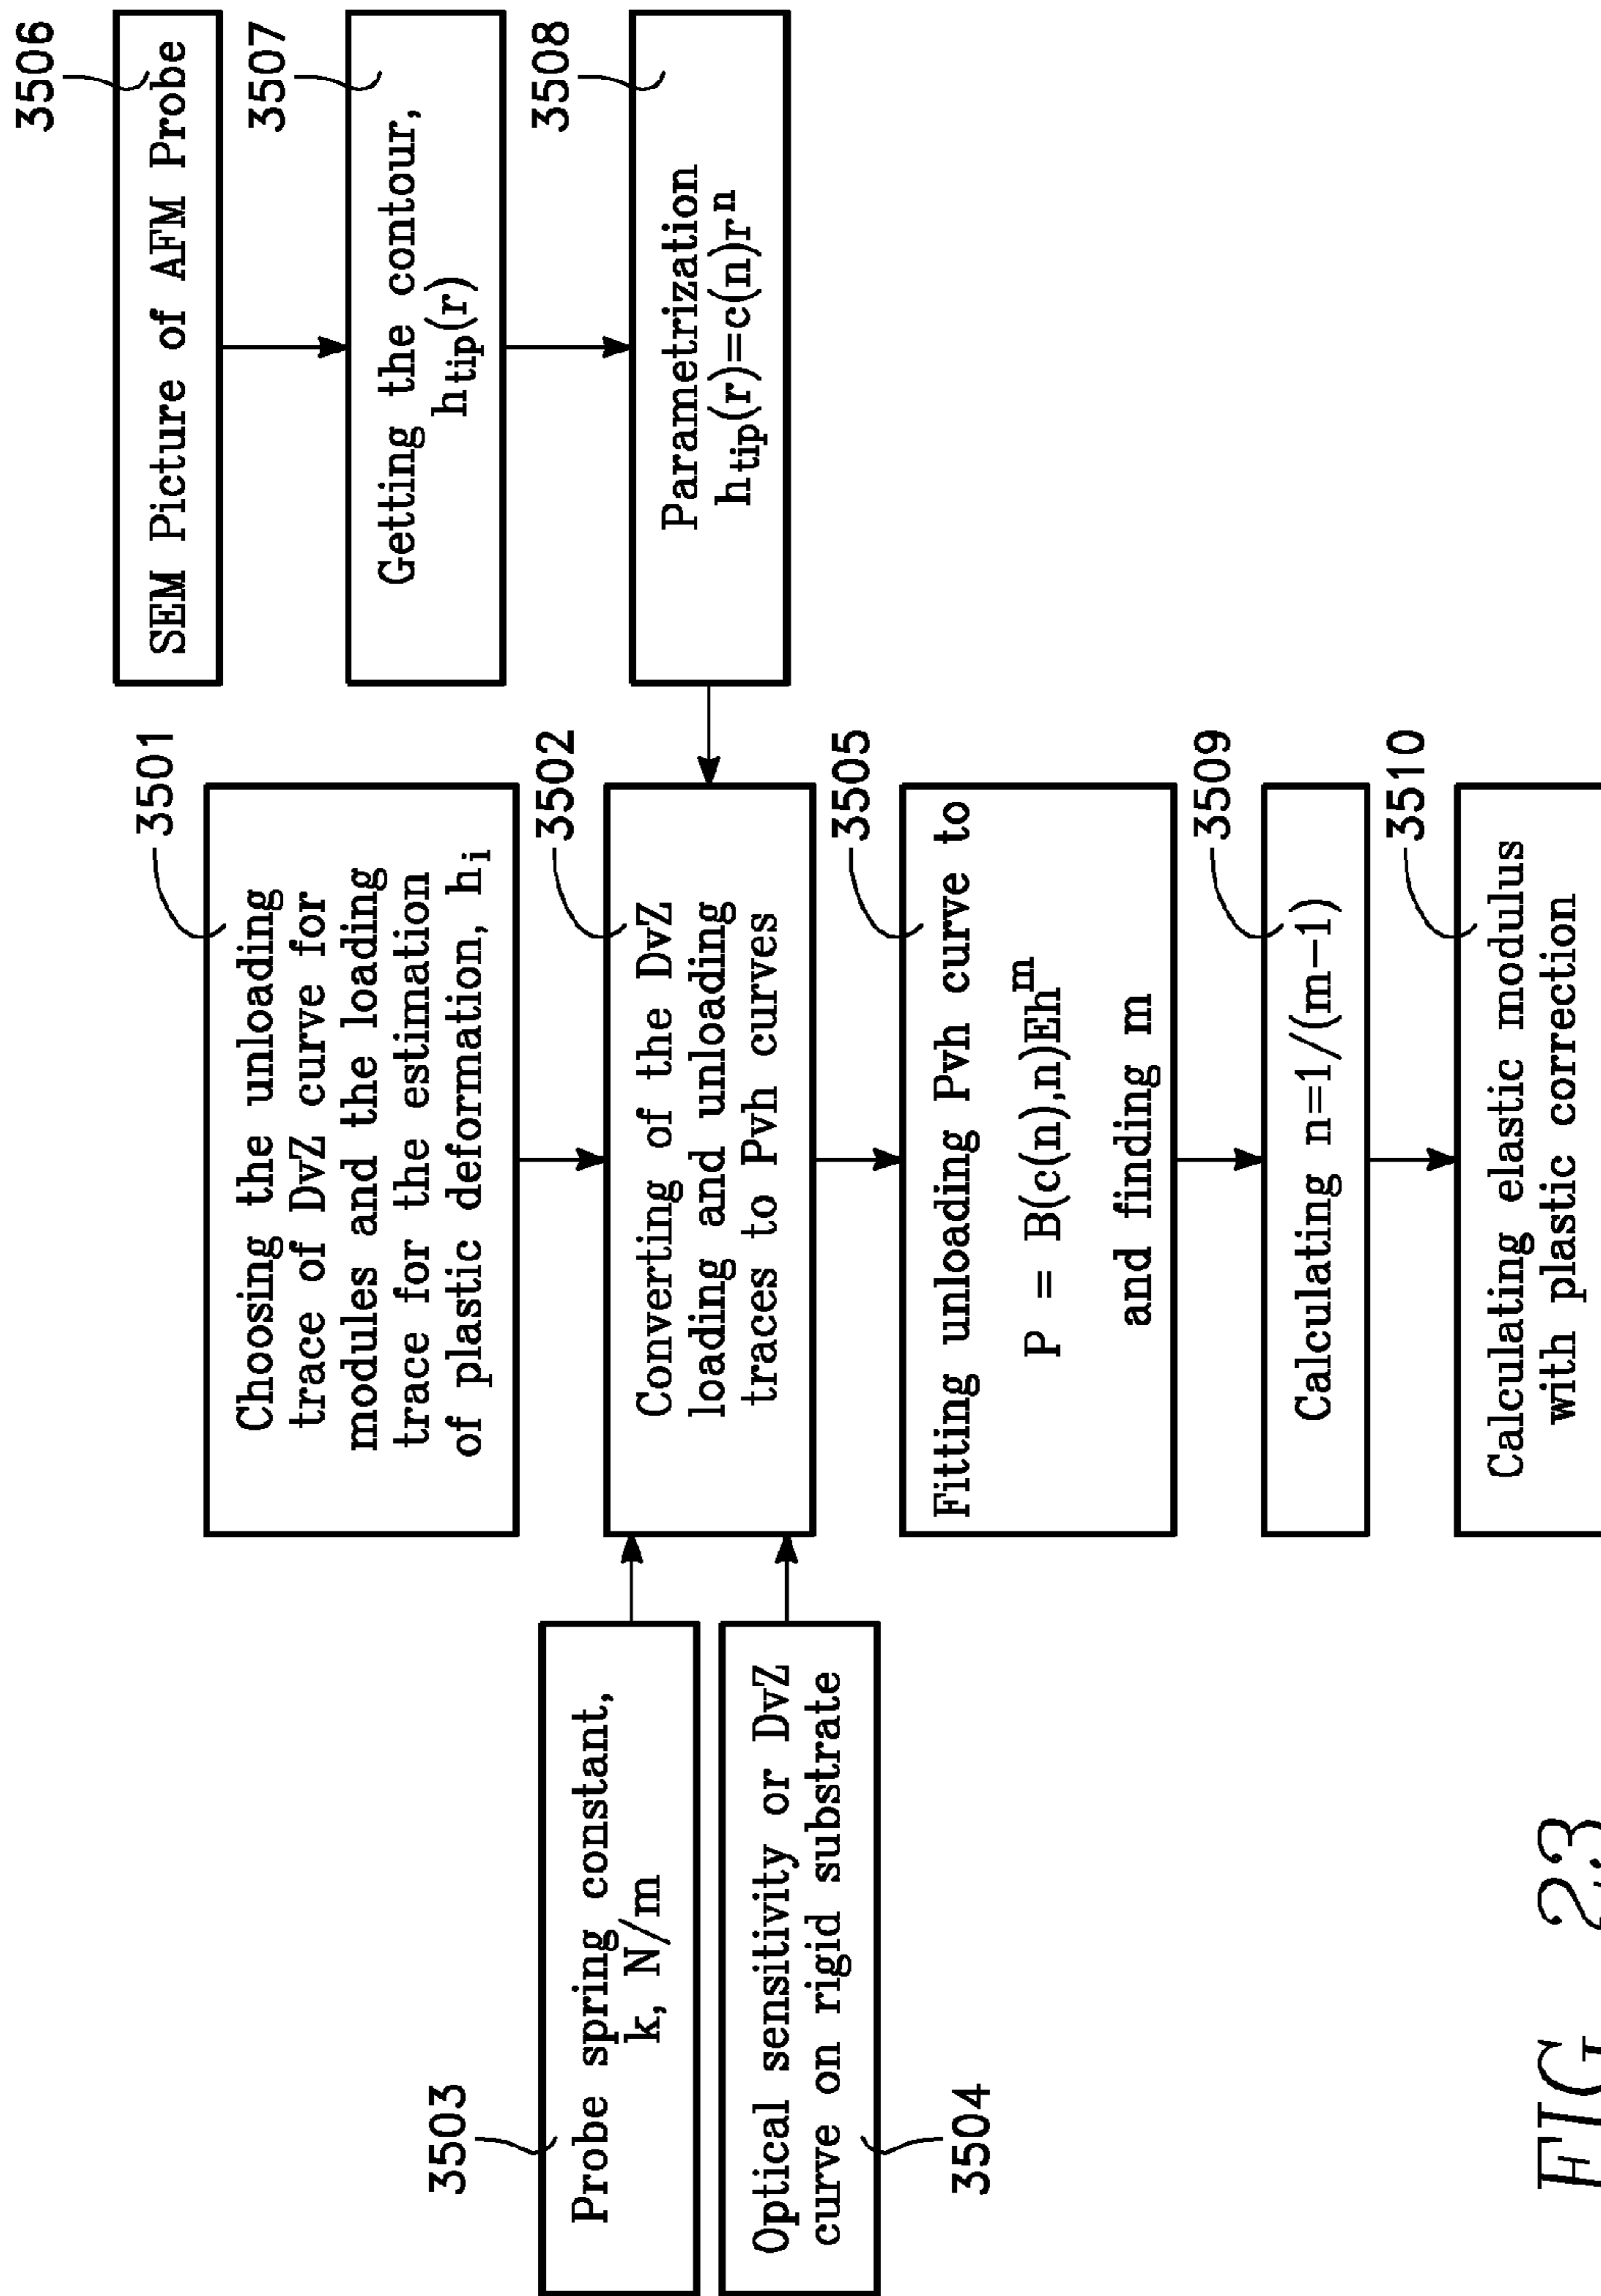 3501
Choosing the unloading
trace of DvZ curve for
modules and the loading
trace for the estimation
of plastic deformation, hi
3502
Converting of the DvZ
loading and unloading
traces to Pvh curves
3503
Probe spring constant,
k, N/m
3504
Optical sensitivity or DvZ
curve on rigid substrate
3505
Fitting unloading Pvh curve to
P = B(c(n),n)Eh^m
and finding m
3506
SEM Picture of AFM Probe
3507
Getting the contour,
htip(r)
3508
Parametrization
htip(r)=c(n)r^n
3509
Calculating n=1/(m-1)
3510
Calculating elastic modulus
with plastic correction
FIG 23